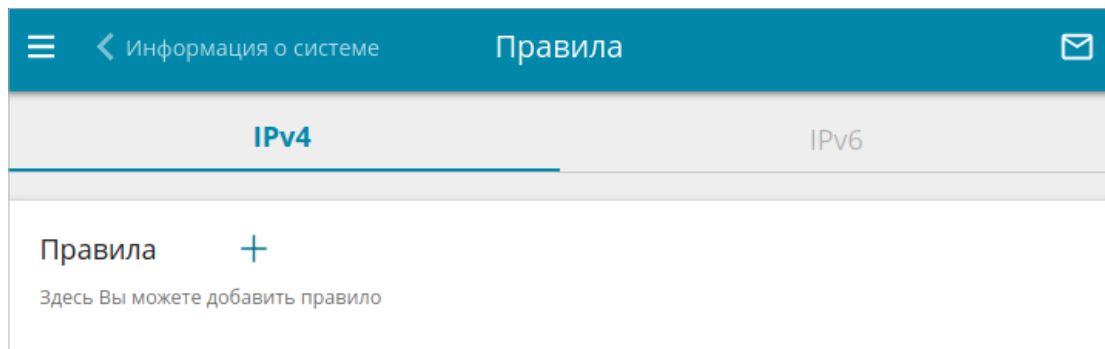 Информация о системе Правила
IPv4 IPv6
Правила
Здесь Вы можете добавить правило